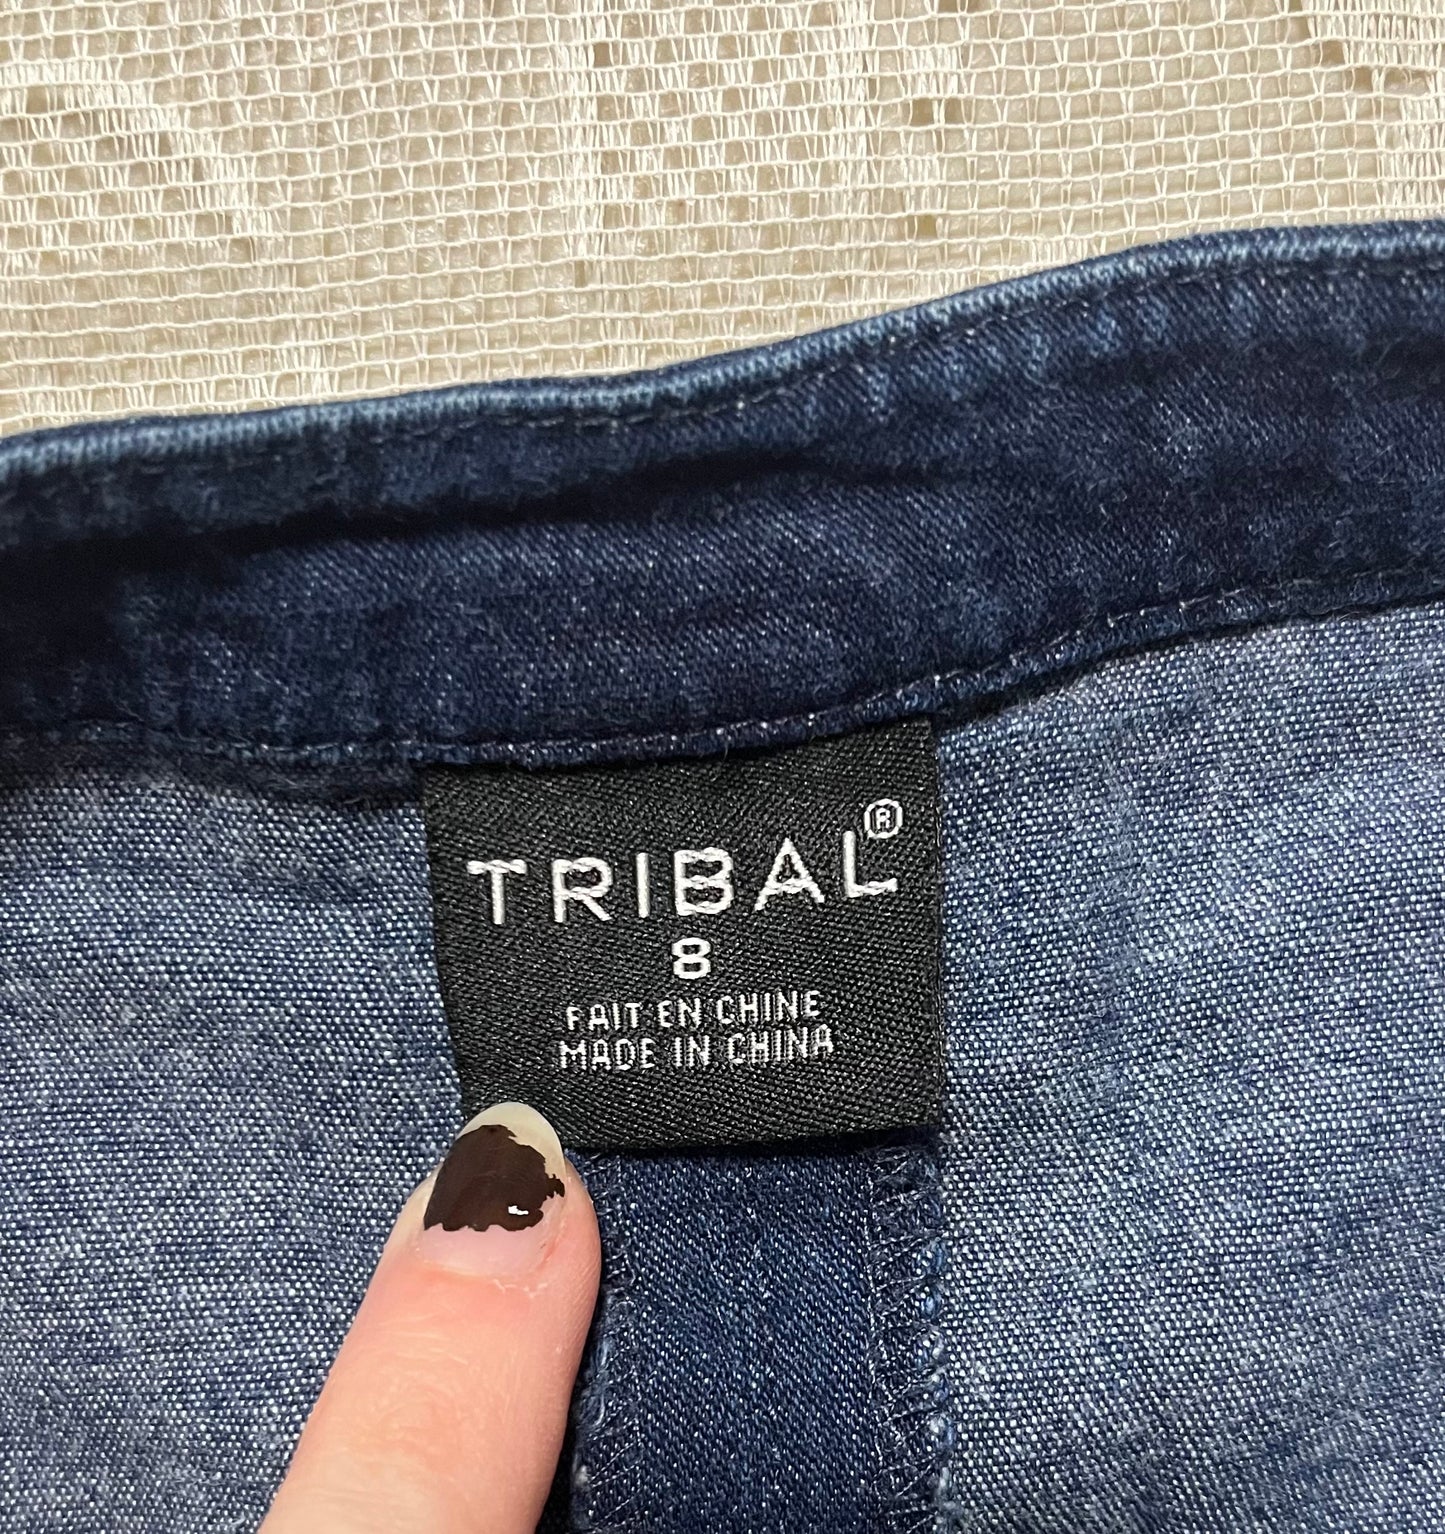 TRIBAL®
8
FAIT EN CHINE
MADE IN CHINA